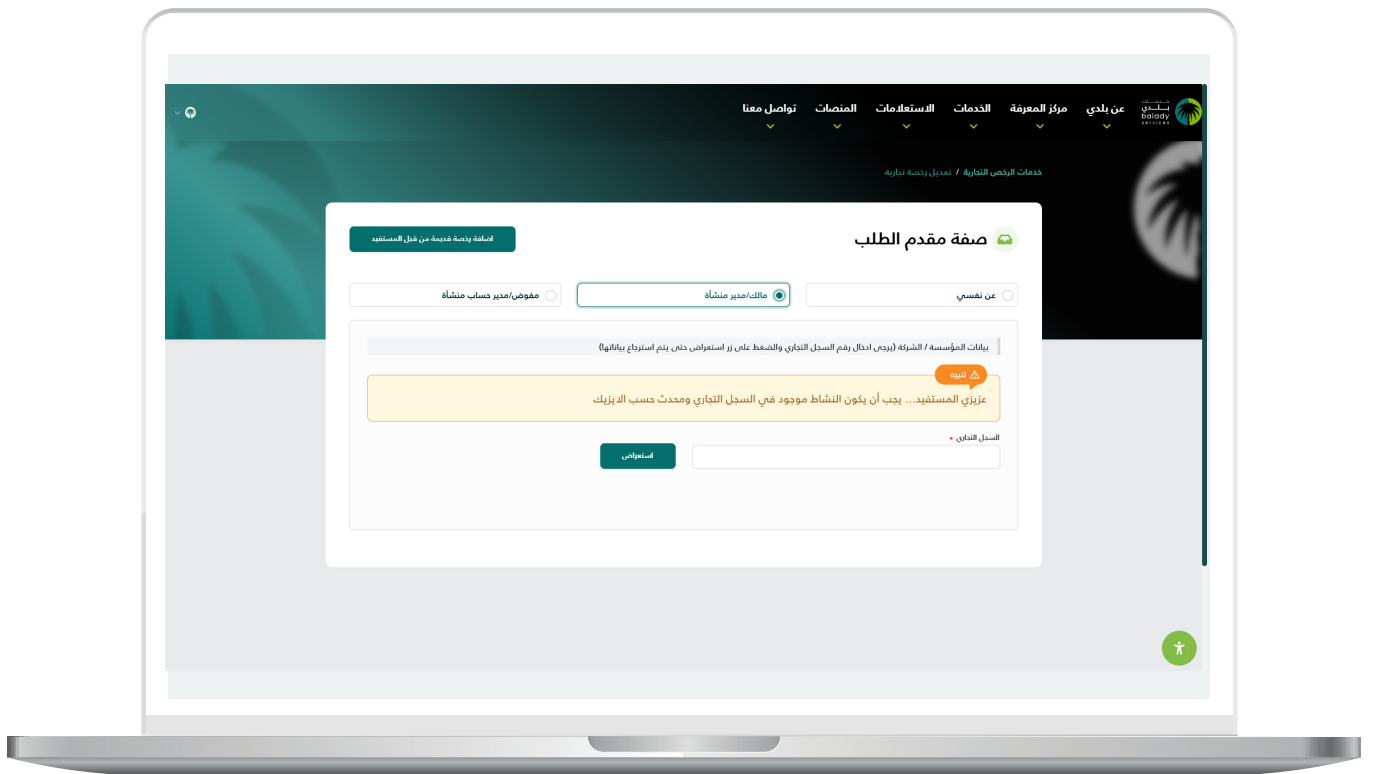 خدمات
بلدي
balady
services
عن بلدي
مركز المعرفة
الخدمات
الاستعلامات
المنصات
تواصل معنا
خدمات الرخص التجارية / تعديل رخصة تجارية
صفة مقدم الطلب
اضافة رخصة قديمة من قبل المستفيد
عن نفسي
مالك/مدير منشأة
مفوض/مدير حساب منشأة
بيانات المؤسسة / الشركة (يرجى ادخال رقم السجل التجاري والضغط على زر استعراض حتى يتم استرجاع بياناتها)
تنبيه
عزيزي المستفيد... يجب أن يكون النشاط موجود في السجل التجاري ومحدث حسب الايزيك
السجل التجاري *
استعراض